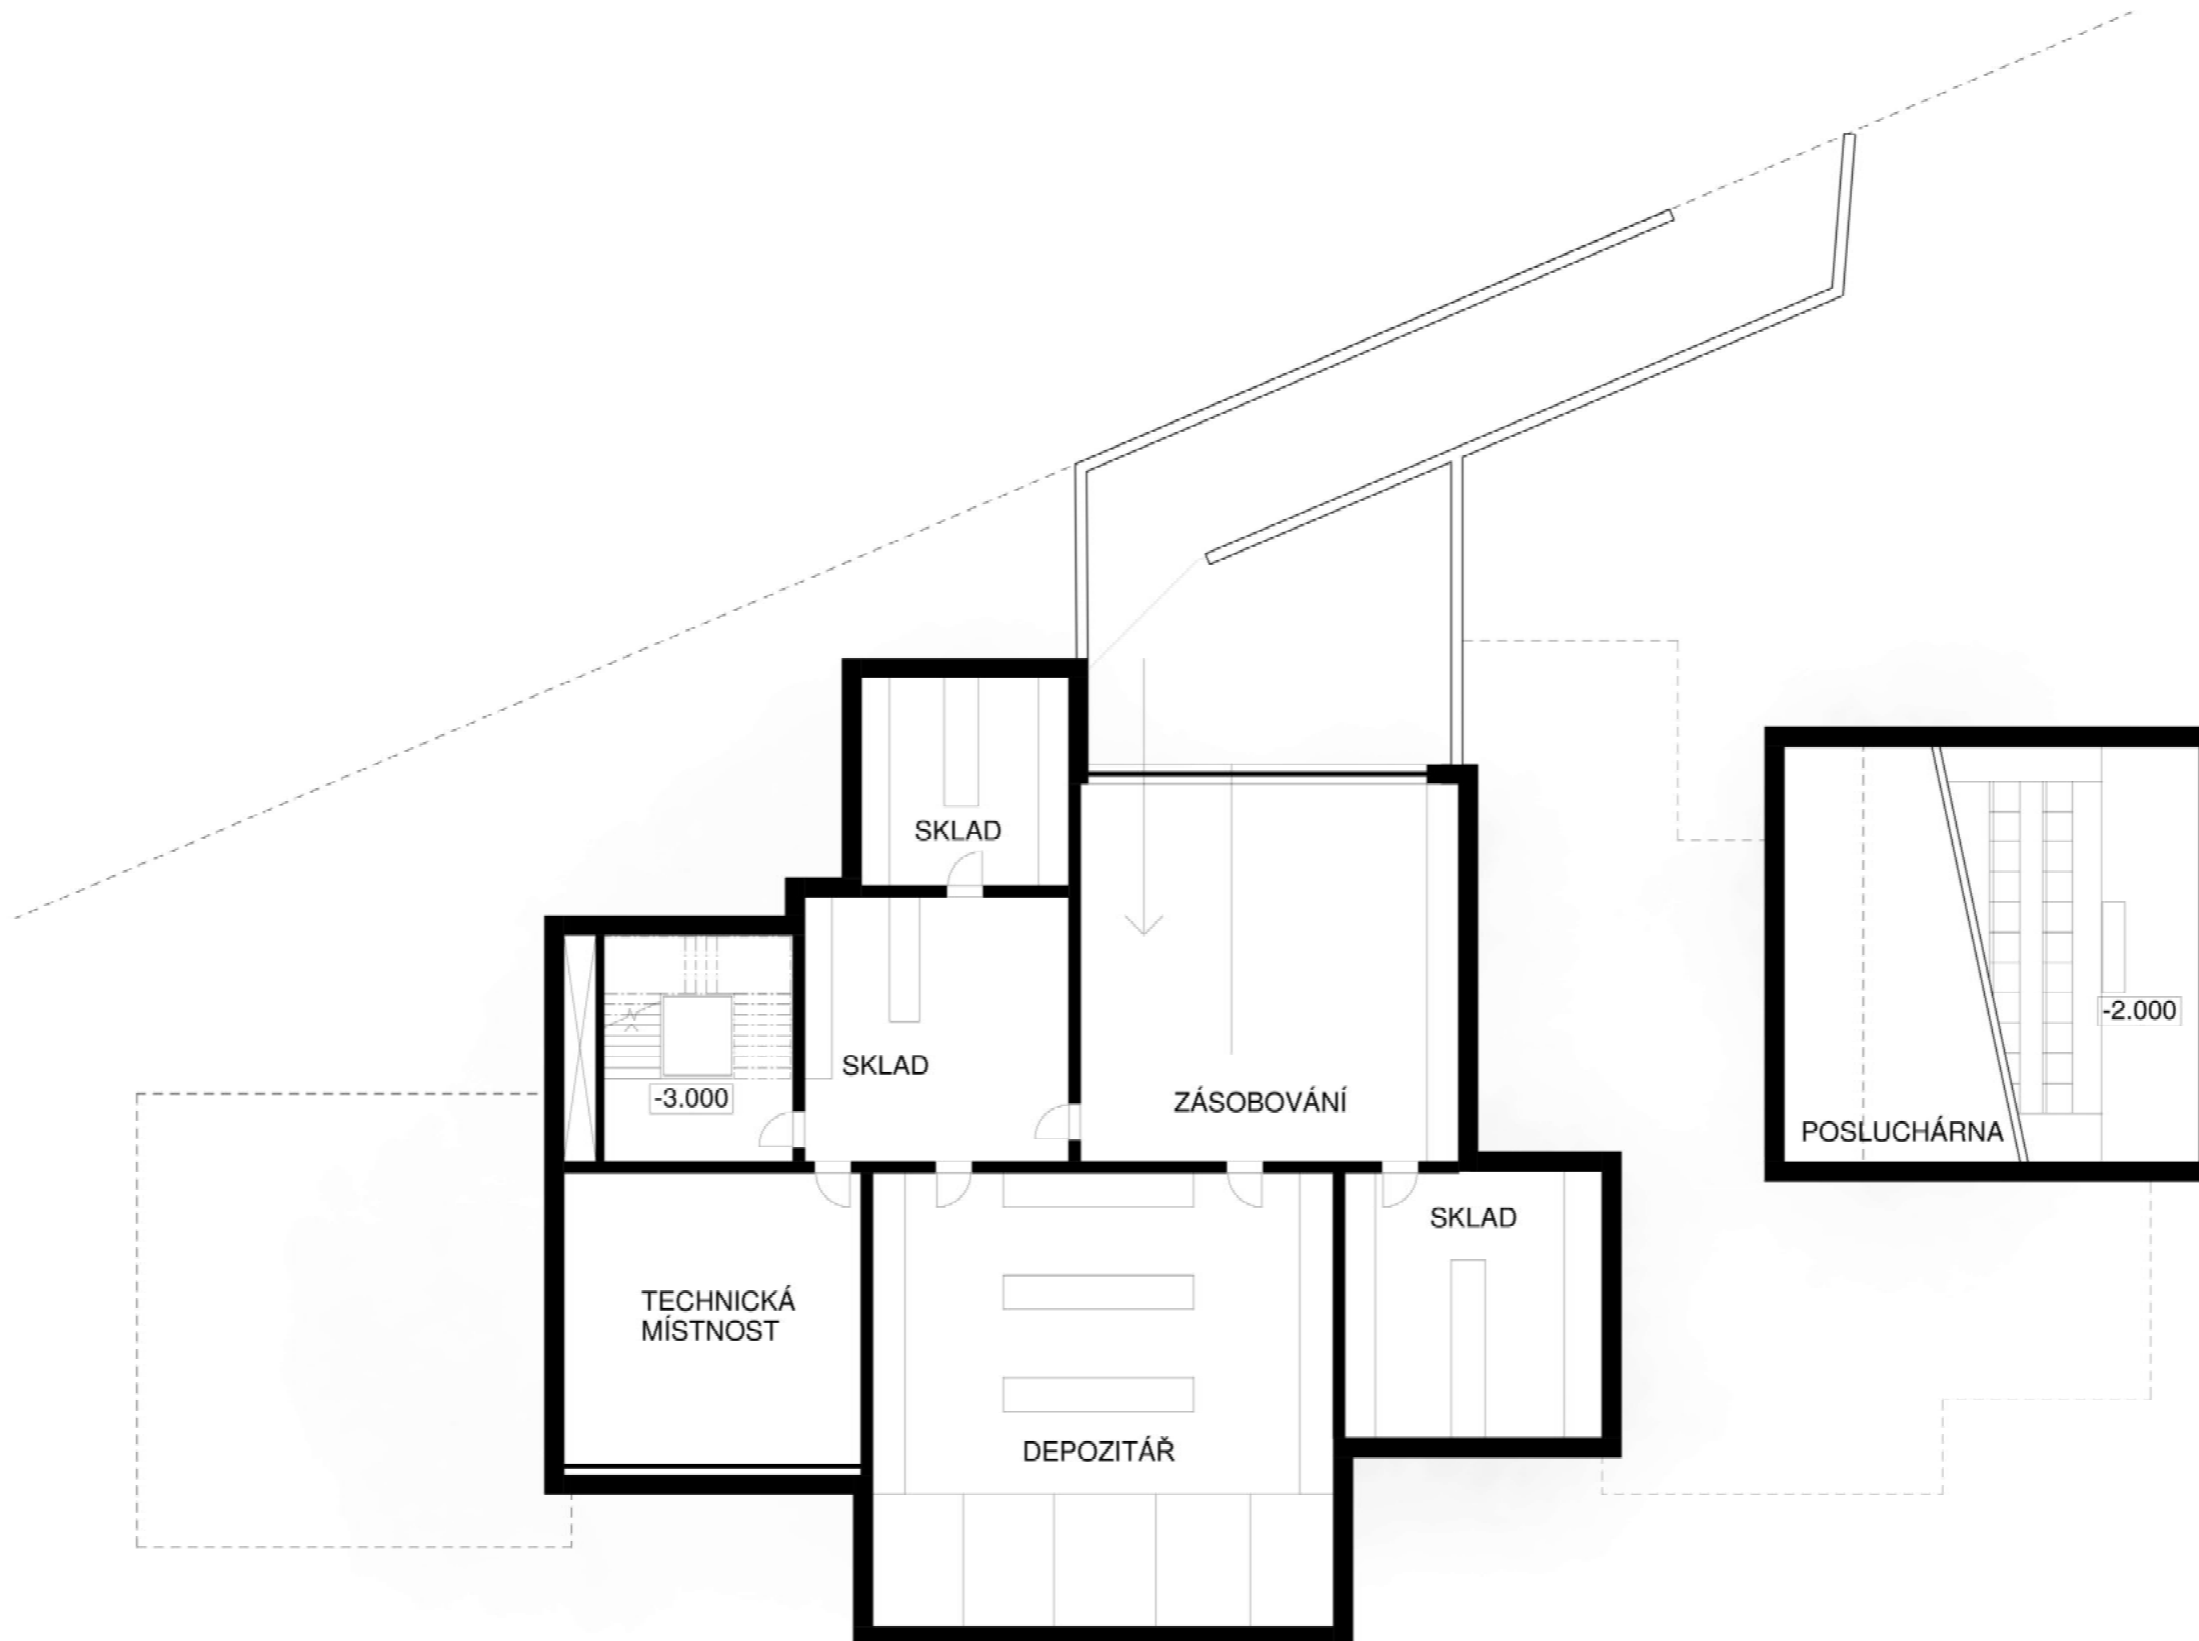 SKLAD
-2.000
SKLAD
-3.000
ZÁSOBOVÁNÍ
POSLUCHÁRNA
SKLAD
TECHNICKÁ
MÍSTNOST
DEPOZITÁŘ